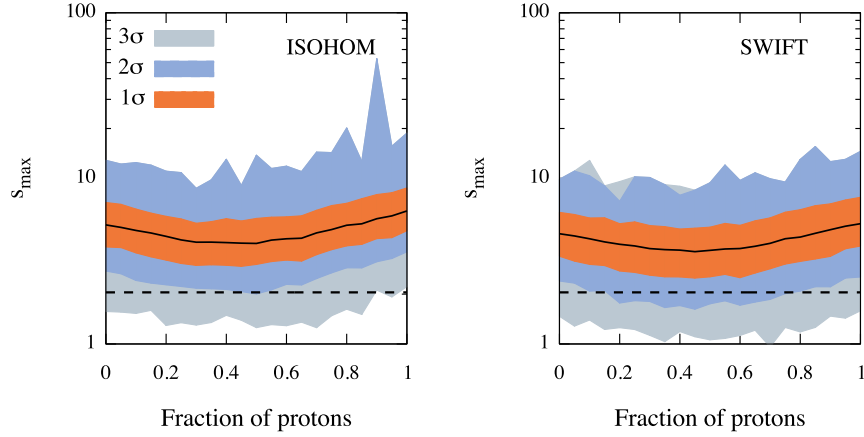 100
10
1
s_max
3σ
2σ
1σ
ISOHOM
0 0.2 0.4 0.6 0.8 1
Fraction of protons
100
10
1
s_max
SWIFT
0 0.2 0.4 0.6 0.8 1
Fraction of protons